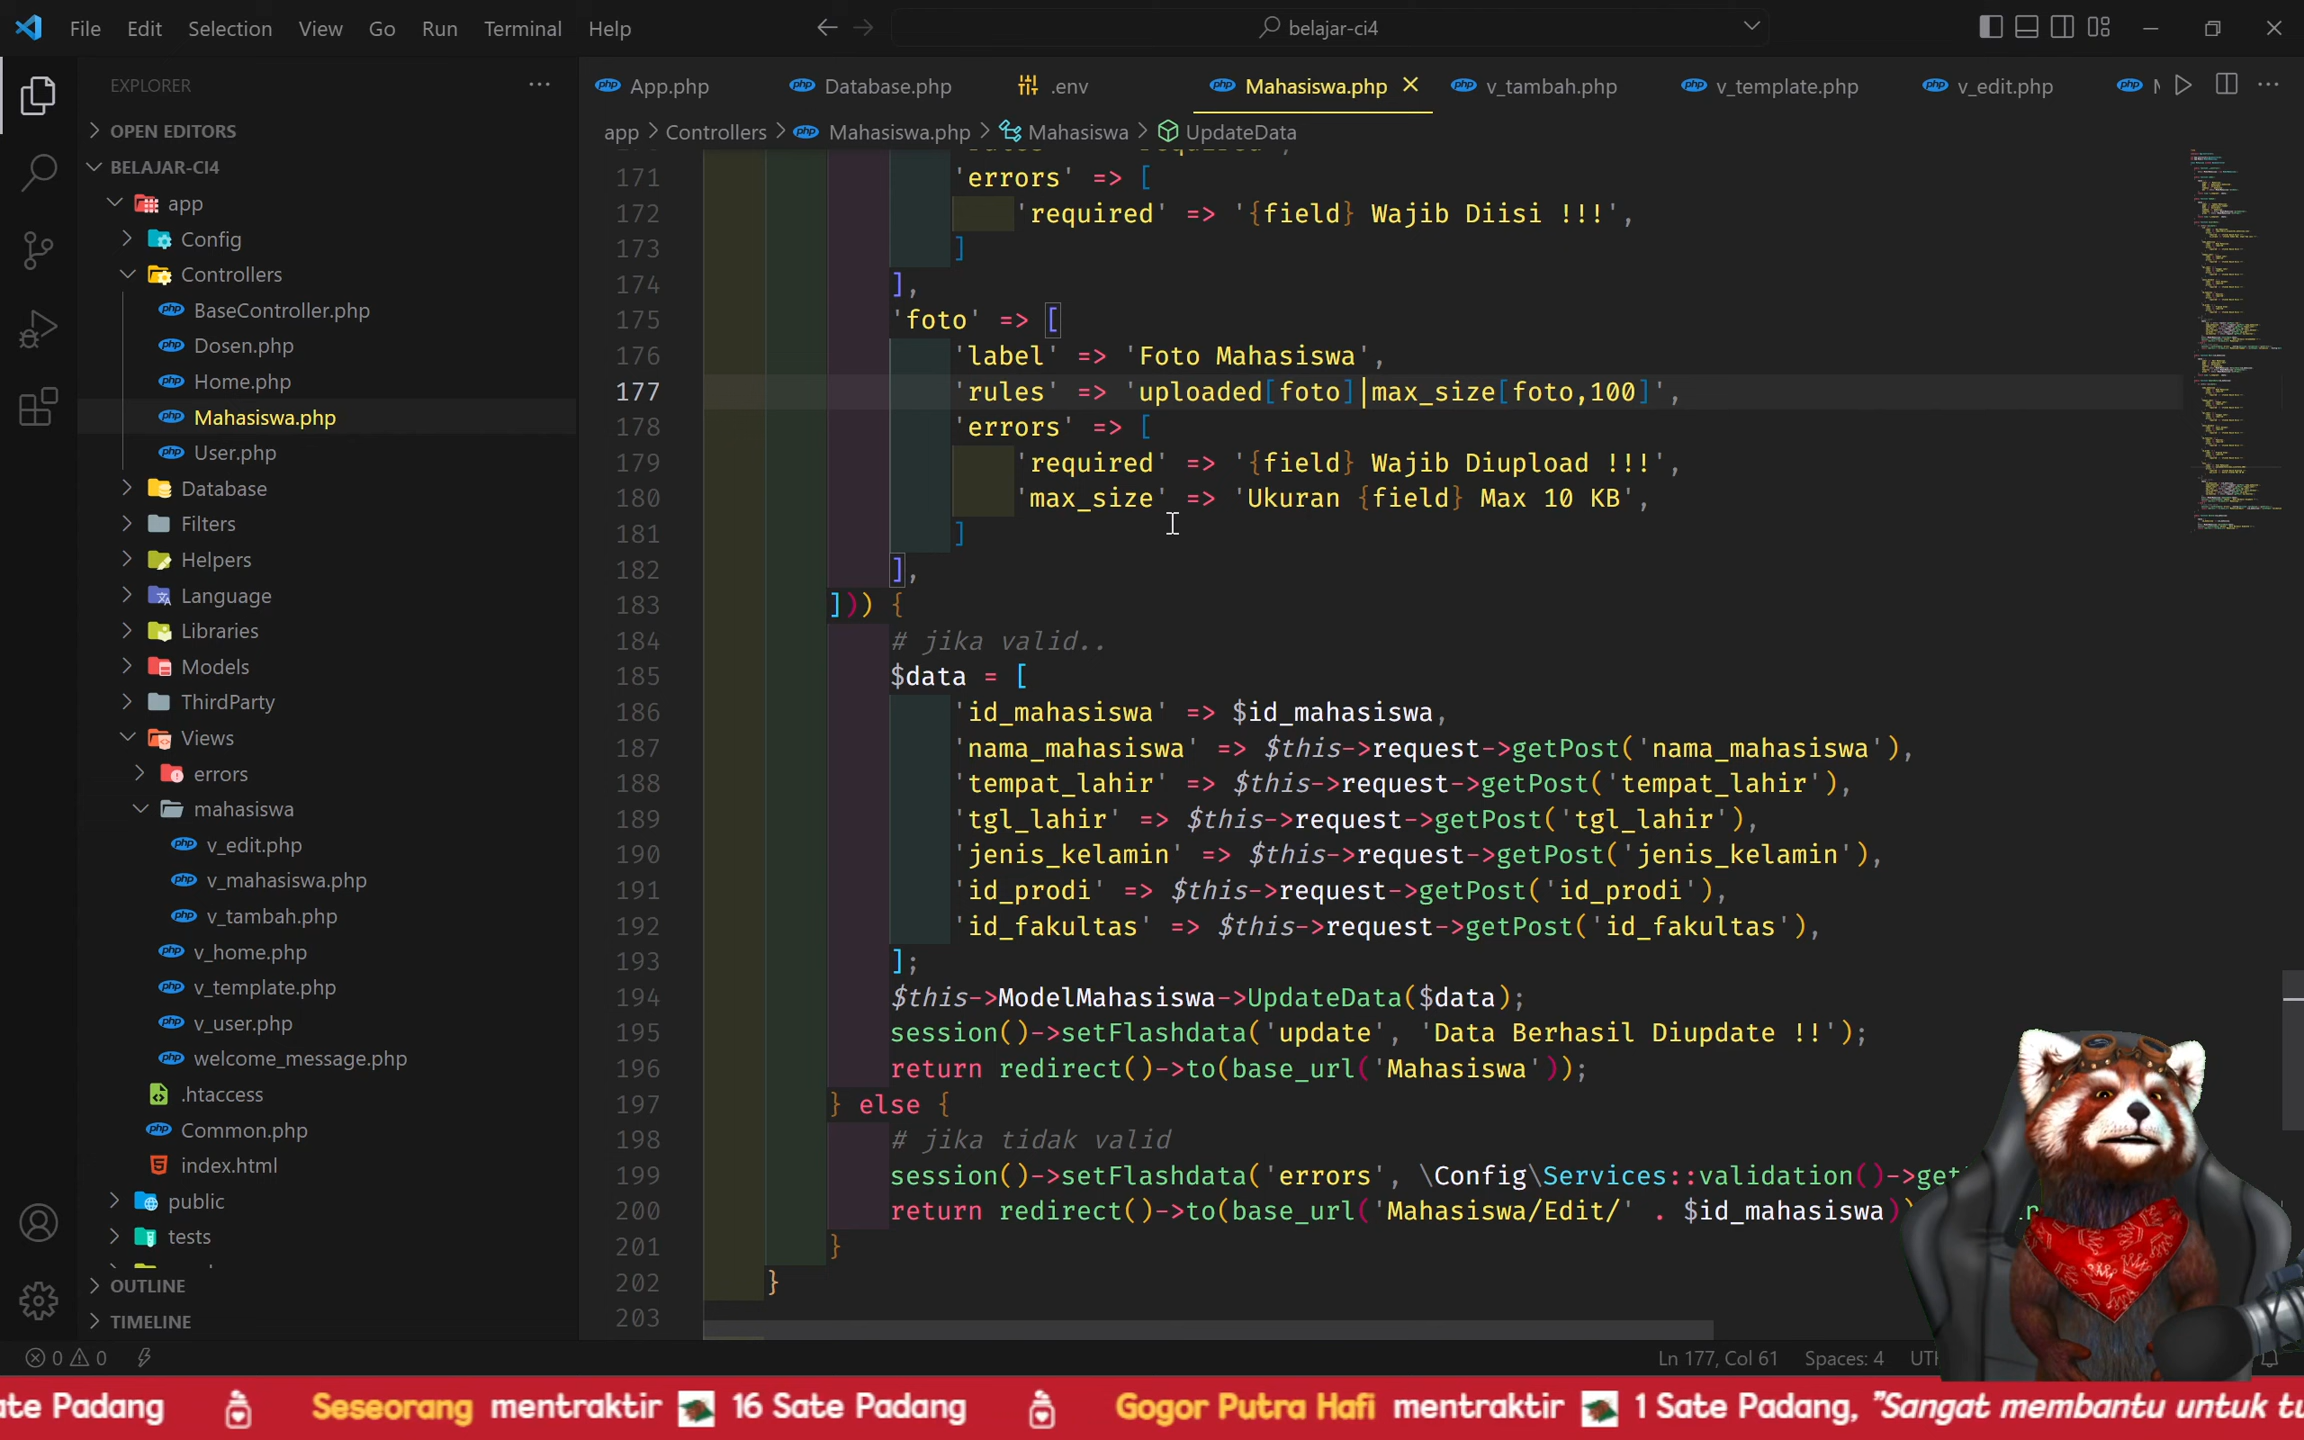 File Edit Selection View Go Run Terminal Help
belajar-ci4
EXPLORER
OPEN EDITORS
BELAJAR-CI4
app
Config
Controllers
BaseController.php
Dosen.php
Home.php
Mahasiswa.php
User.php
Database
Filters
Helpers
Language
Libraries
Models
ThirdParty
Views
errors
mahasiswa
v_edit.php
v_mahasiswa.php
v_tambah.php
v_home.php
v_template.php
v_user.php
welcome_message.php
.htaccess
Common.php
index.html
public
tests
OUTLINE
TIMELINE
App.php Database.php .env Mahasiswa.php v_tambah.php v_template.php v_edit.php
app > Controllers > Mahasiswa.php > Mahasiswa > UpdateData
171 'errors' => [
172 'required' => '{field} Wajib Diisi !!!',
173 ]
174 ],
175 'foto' => [
176 'label' => 'Foto Mahasiswa',
177 'rules' => 'uploaded[foto]|max_size[foto,100]',
178 'errors' => [
179 'required' => '{field} Wajib Diupload !!!',
180 'max_size' => 'Ukuran {field} Max 10 KB',
181 ]
182 ],
183 ])) {
184 # jika valid..
185 $data = [
186 'id_mahasiswa' => $id_mahasiswa,
187 'nama_mahasiswa' => $this->request->getPost('nama_mahasiswa'),
188 'tempat_lahir' => $this->request->getPost('tempat_lahir'),
189 'tgl_lahir' => $this->request->getPost('tgl_lahir'),
190 'jenis_kelamin' => $this->request->getPost('jenis_kelamin'),
191 'id_prodi' => $this->request->getPost('id_prodi'),
192 'id_fakultas' => $this->request->getPost('id_fakultas'),
193 ];
194 $this->ModelMahasiswa->UpdateData($data);
195 session()->setFlashdata('update', 'Data Berhasil Diupdate !!');
196 return redirect()->to(base_url('Mahasiswa'));
197 } else {
198 # jika tidak valid
199 session()->setFlashdata('errors', \Config\Services::validation()->get
200 return redirect()->to(base_url('Mahasiswa/Edit/' . $id_mahasiswa))
201 }
202 }
203
0 0 Ln 177, Col 61 Spaces: 4
Padang Seseorang mentraktir 16 Sate Padang Gogor Putra Hafi mentraktir 1 Sate Padang, "Sangat membantu untuk